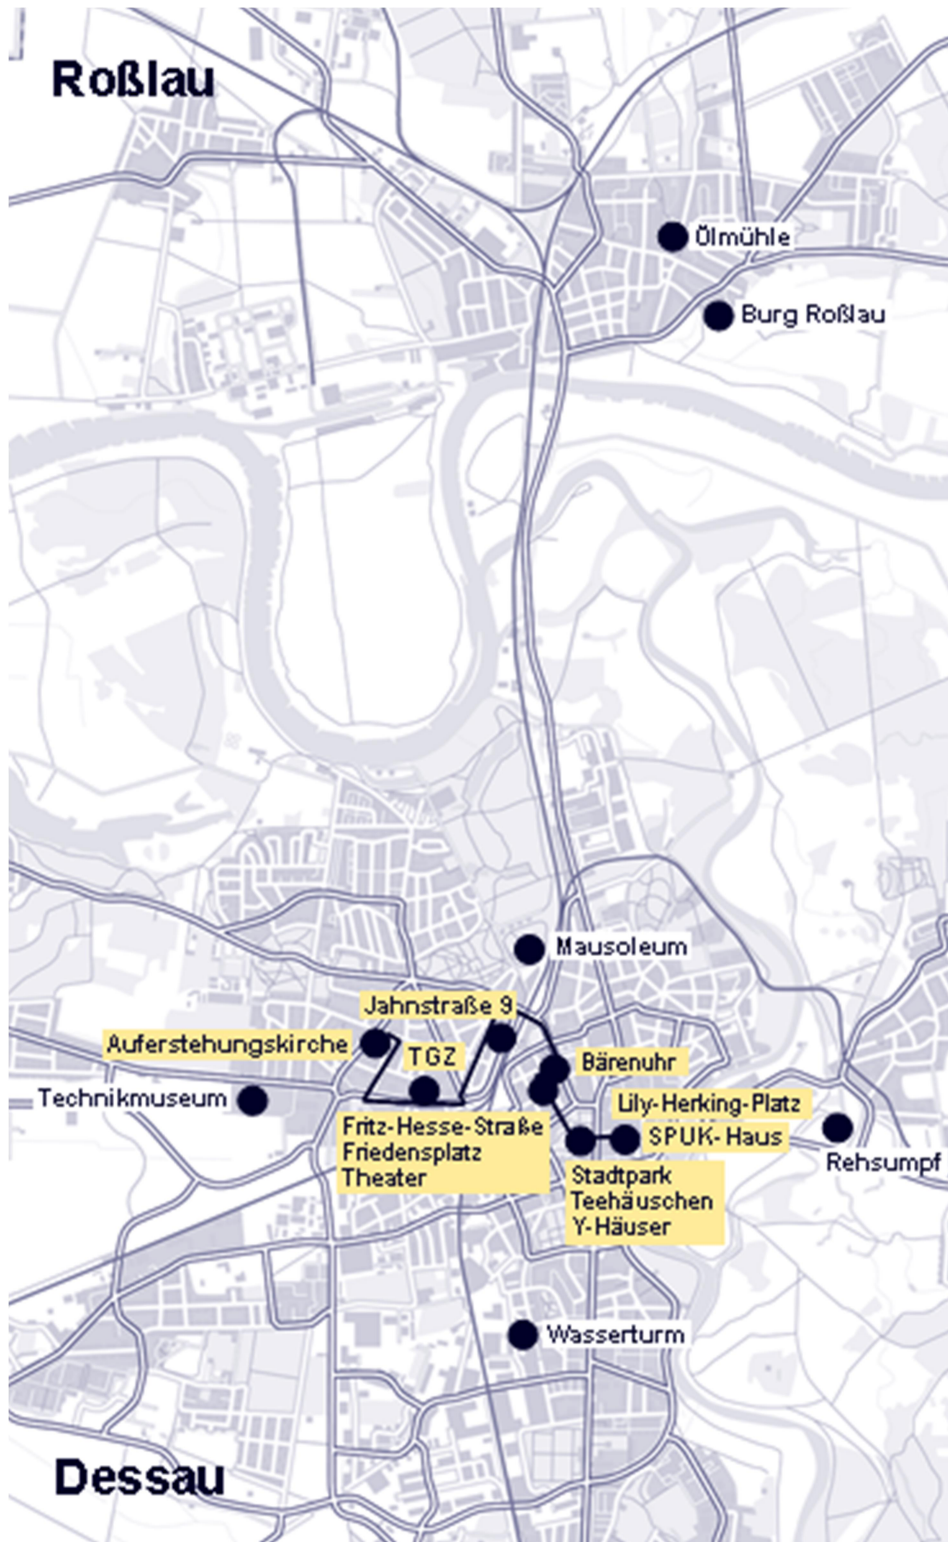 Roßlau
Ölmühle
Burg Roßlau
Mausoleum
Jahnstraße 9
Auferstehungskirche
TGZ
Bärenuhr
Technikmuseum
Lily-Herking-Platz
Fritz-Hesse-Straße
Friedensplatz
Theater
SPUK-Haus
Rehsumpf
Stadtpark
Teehäuschen
Y-Häuser
Wasserturm
Dessau